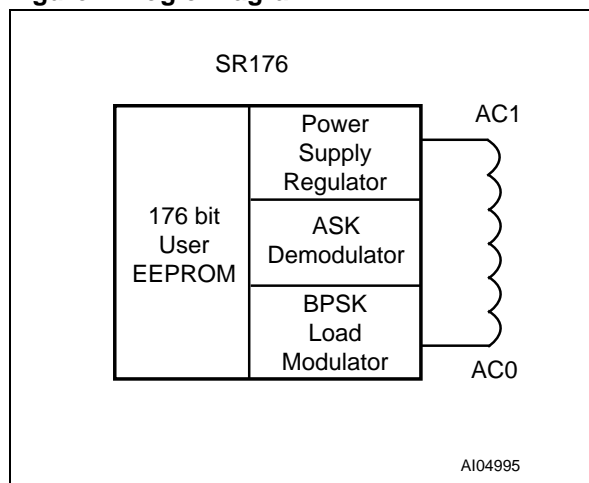 SR176
176 bit
User
EEPROM
Power
Supply
Regulator
ASK
Demodulator
BPSK
Load
Modulator
AC1
AC0
AI04995